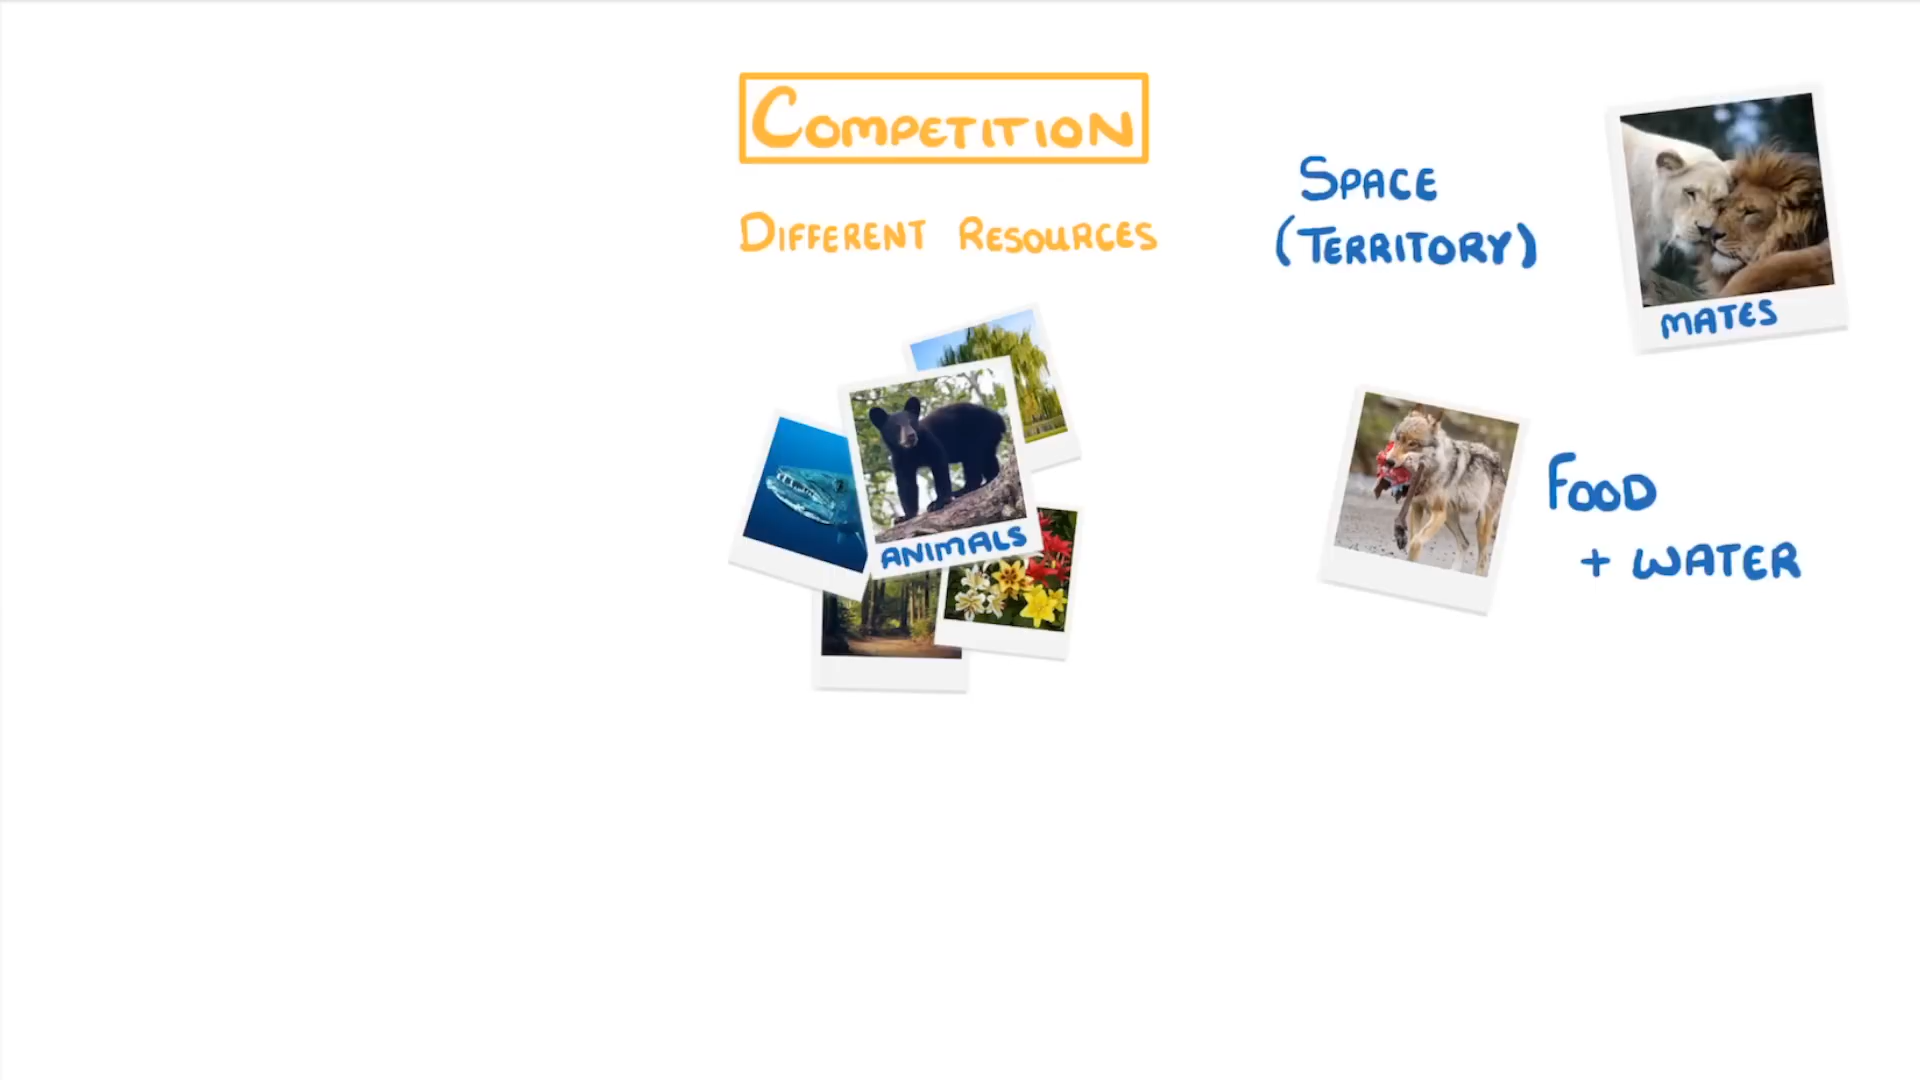 COMPETITION
DIFFERENT RESOURCES
ANIMALS
SPACE
(TERRITORY)
MATES
FOOD
+ WATER